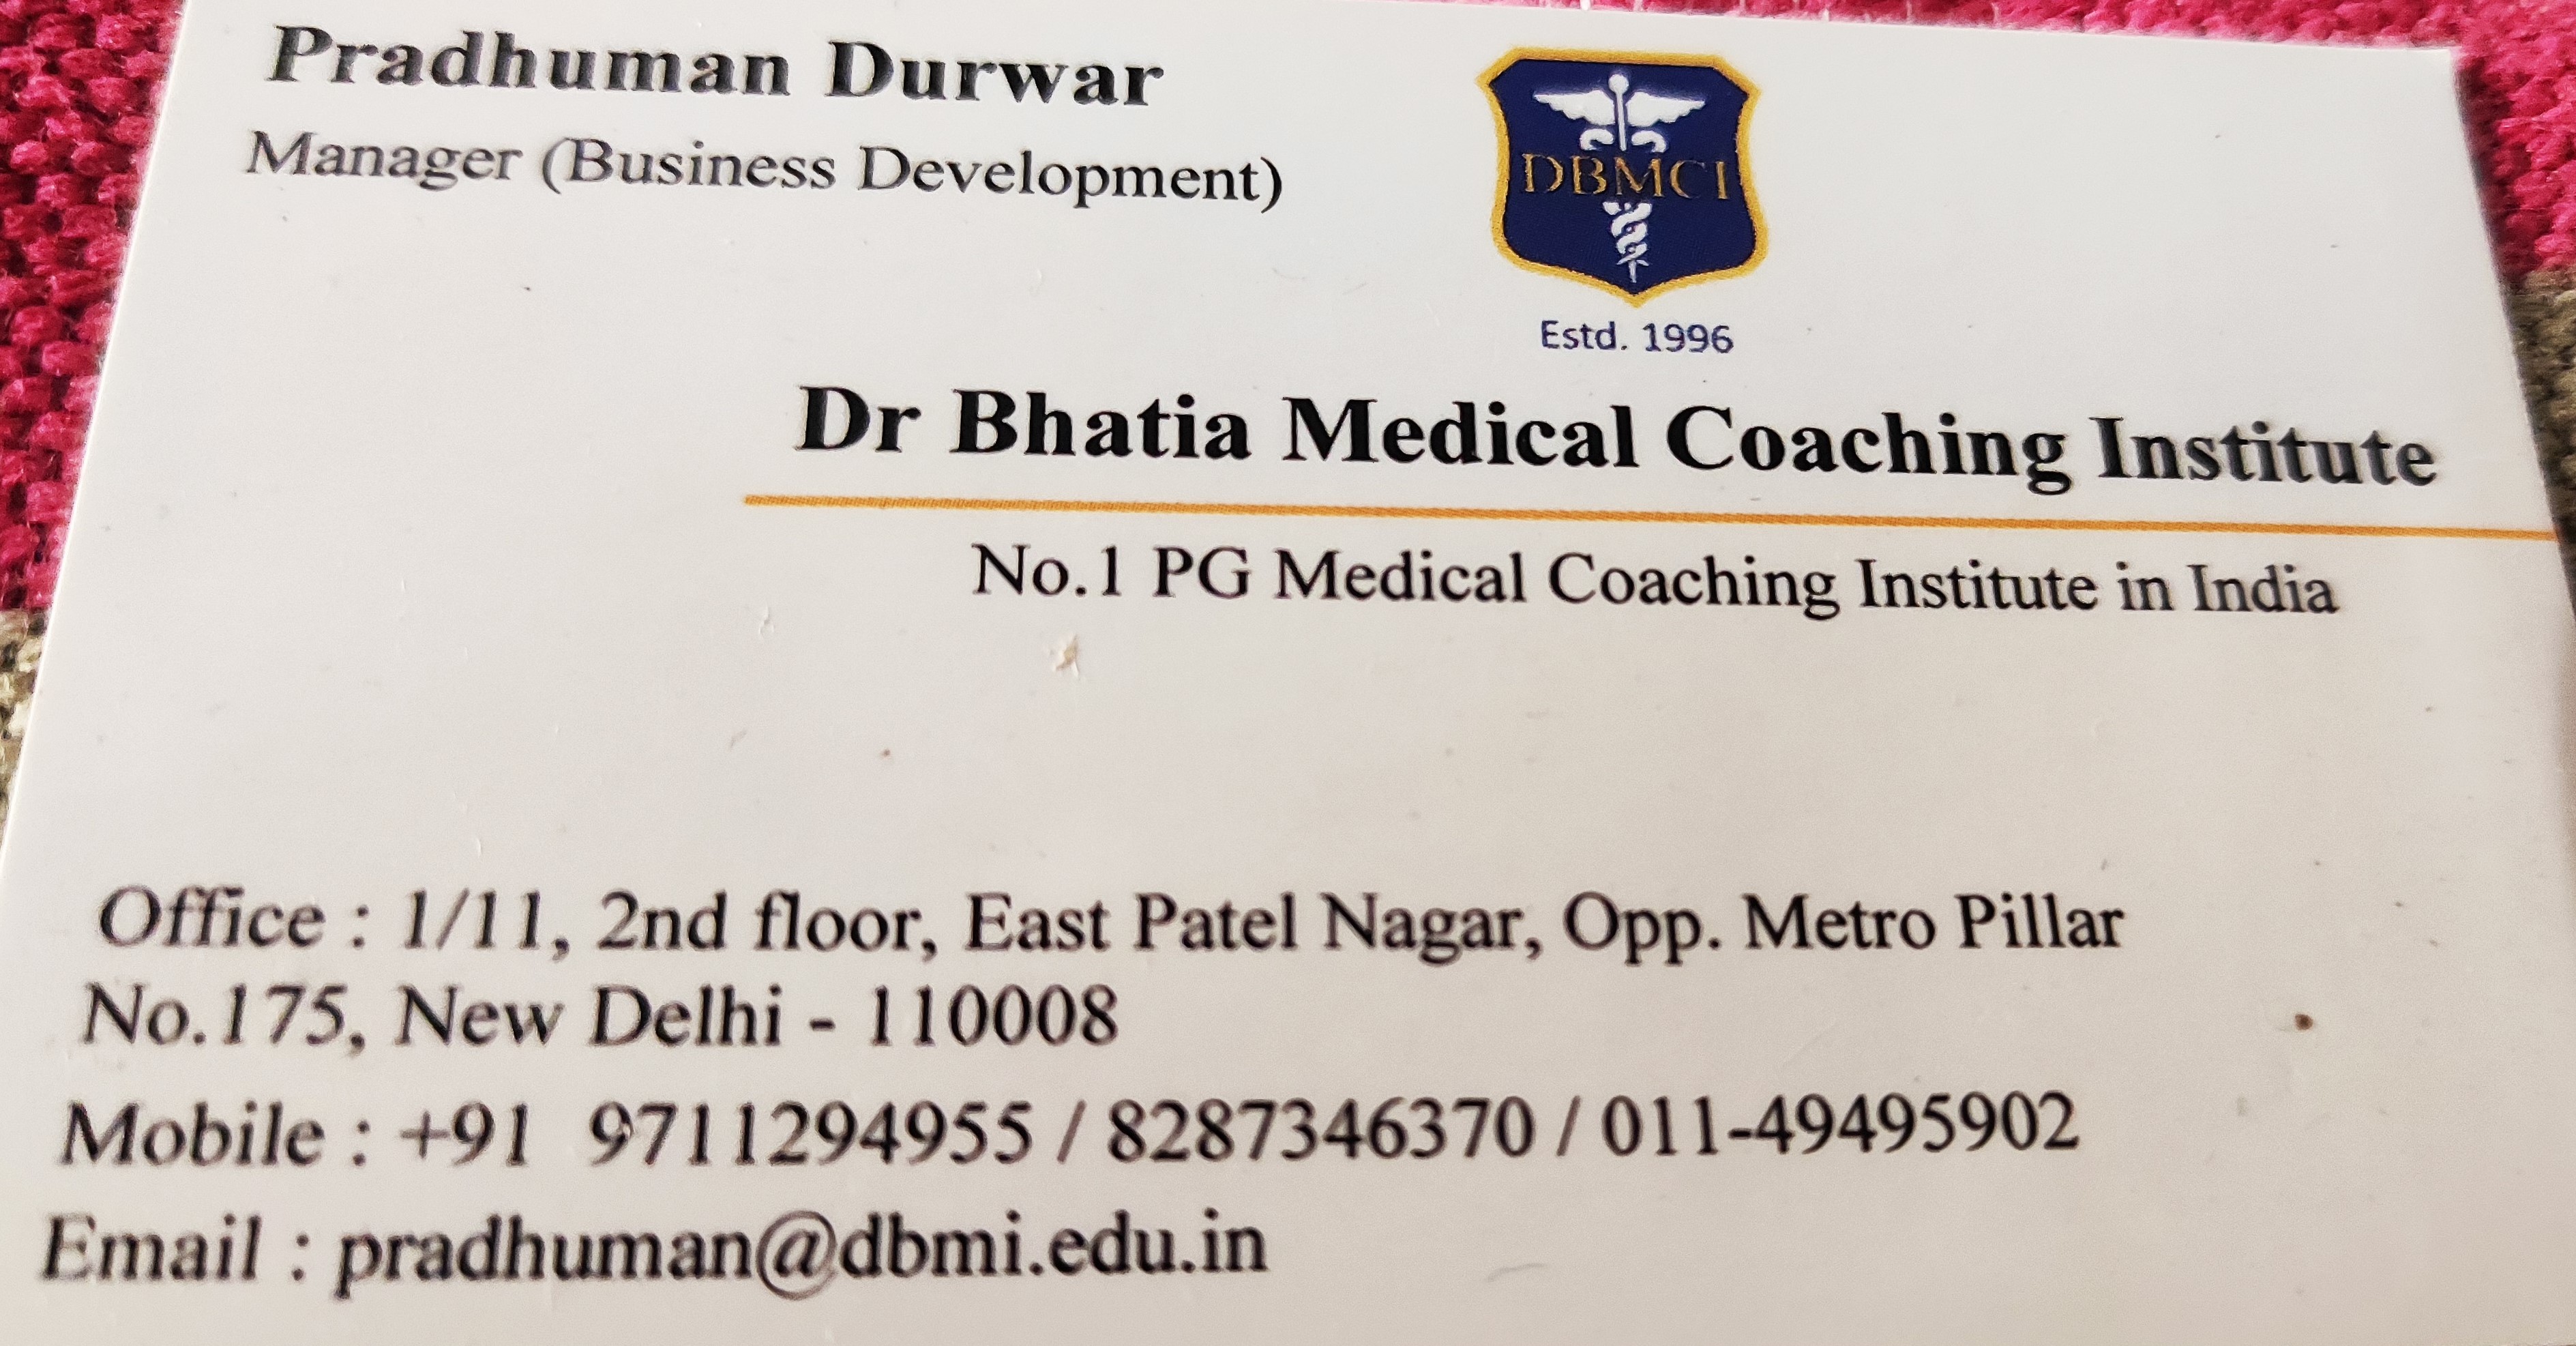 Pradhuman Durwar
Manager (Business Development)
DBMCI
Estd. 1996
Dr Bhatia Medical Coaching Institute
No.1 PG Medical Coaching Institute in India
Office : 1/11, 2nd floor, East Patel Nagar, Opp. Metro Pillar
No.175, New Delhi - 110008
Mobile : +91 9711294955 / 8287346370 / 011-49495902
Email : pradhuman@dbmi.edu.in